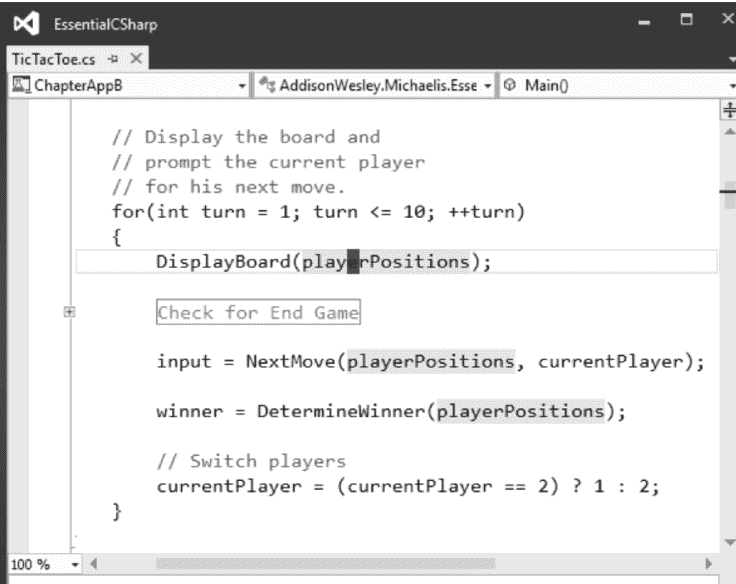 EssentialCSharp
TicTacToe.cs
ChapterAppB AddisonWesley.Michaelis.Esse Main()
// Display the board and
// prompt the current player
// for his next move.
for(int turn = 1; turn <= 10; ++turn)
{
DisplayBoard(playerPositions);
Check for End Game
input = NextMove(playerPositions, currentPlayer);
winner = DetermineWinner(playerPositions);
// Switch players
currentPlayer = (currentPlayer == 2) ? 1 : 2;
}
100 %